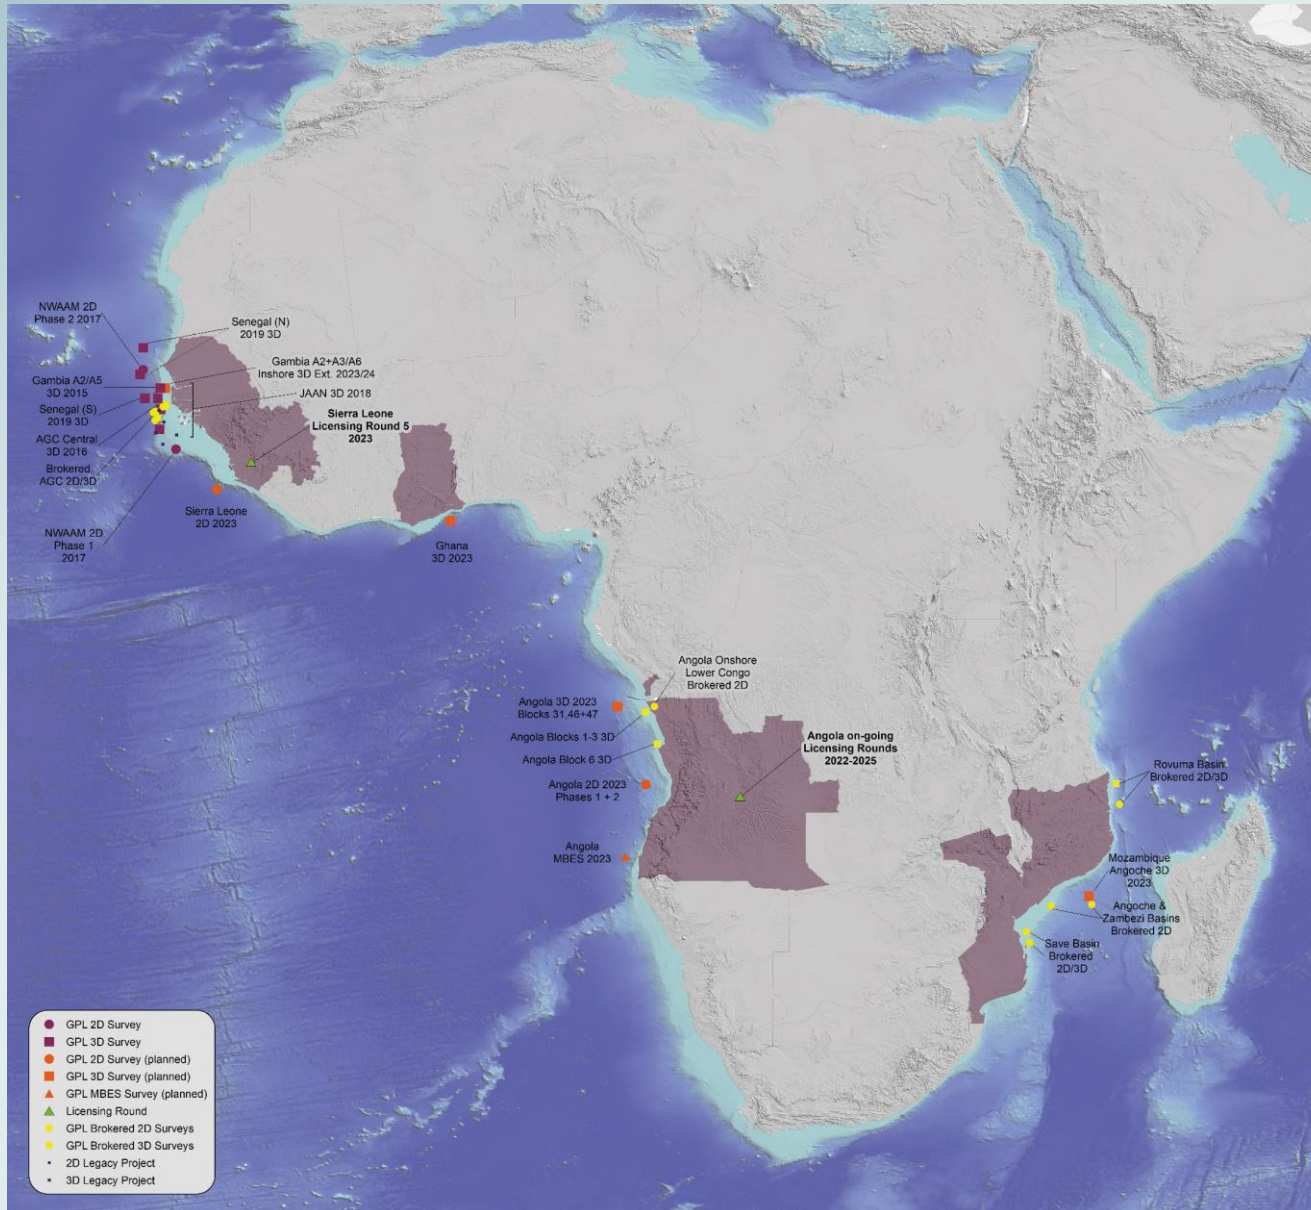 NWAAM 2D
Phase 2 2017
Senegal (N)
2019 3D
Gambia A2+A3/A6
Inshore 3D Ext. 2023/24
Gambia A2/A5
3D 2015
JAAN 3D 2018
Senegal (S)
2019 3D
Sierra Leone
Licensing Round 5
2023
AGC Central
3D 2016
Brokered
AGC 2D/3D
Sierra Leone
2D 2023
NWAAM 2D
Phase 1
2017
Ghana
3D 2023
Angola Onshore
Lower Congo
Brokered 2D
Angola 3D 2023
Blocks 31,46+47
Angola Blocks 1-3 3D
Angola Block 6 3D
Angola on-going
Licensing Rounds
2022-2025
Angola 2D 2023
Phases 1 + 2
Rovuma Basin
Brokered 2D/3D
Angola
MBES 2023
Mozambique
Angoche 3D
2023
Angoche &
Zambezi Basins
Brokered 2D
Save Basin
Brokered
2D/3D
GPL 2D Survey
GPL 3D Survey
GPL 2D Survey (planned)
GPL 3D Survey (planned)
GPL MBES Survey (planned)
Licensing Round
GPL Brokered 2D Surveys
GPL Brokered 3D Surveys
2D Legacy Project
3D Legacy Project